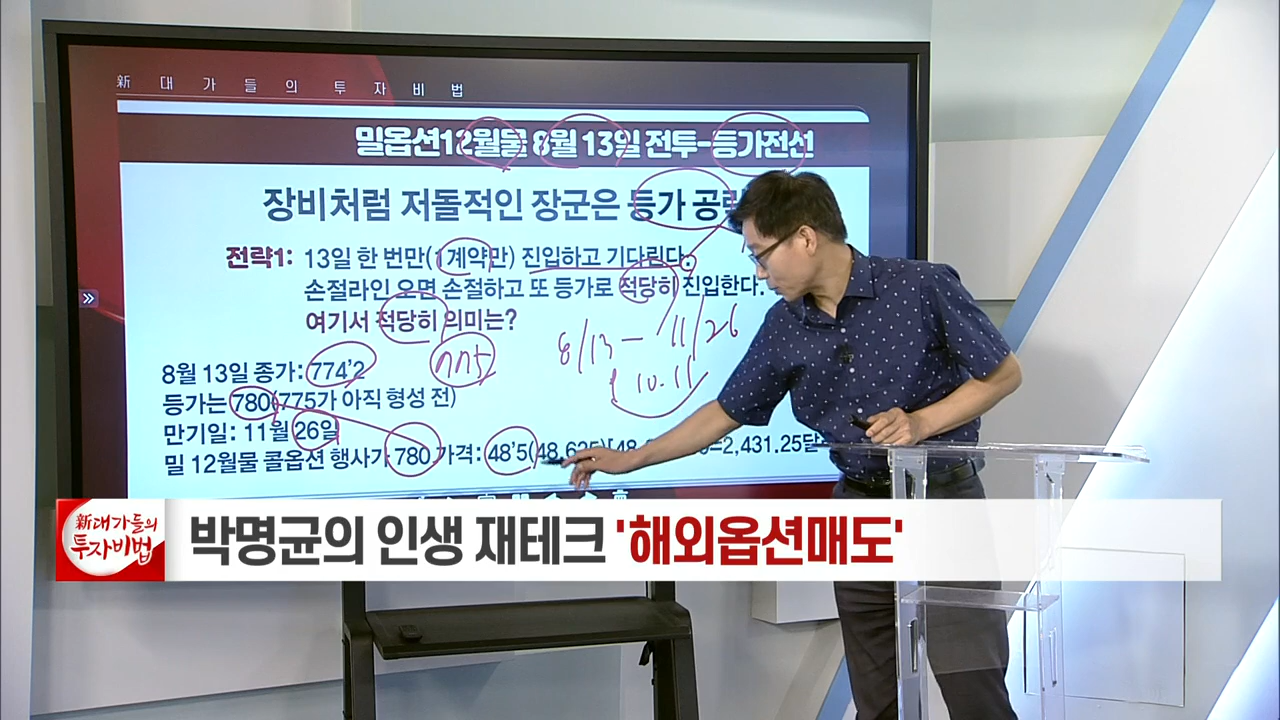 新 대 가 들 의 투 자 비 법
밀옵션12월물 8월 13일 전투-등가전선
장비처럼 저돌적인 장군은 등가 공
전략1: 13일 한 번만(1계약만) 진입하고 기다린다.
손절라인 오면 손절하고 또 등가로 적당히 진입한다.
여기서 적당히 의미는?
775
8/13 – 11/26
10. 11
8월 13일 종가: 774'2
등가는 780(775가 아직 형성 전)
만기일: 11월 26일
밀 12월물 콜옵션 행사가 780 가격: 48'5(48.625) =2,431.25달
新대가들의
투자비법
박명균의 인생 재테크 '해외옵션매도'